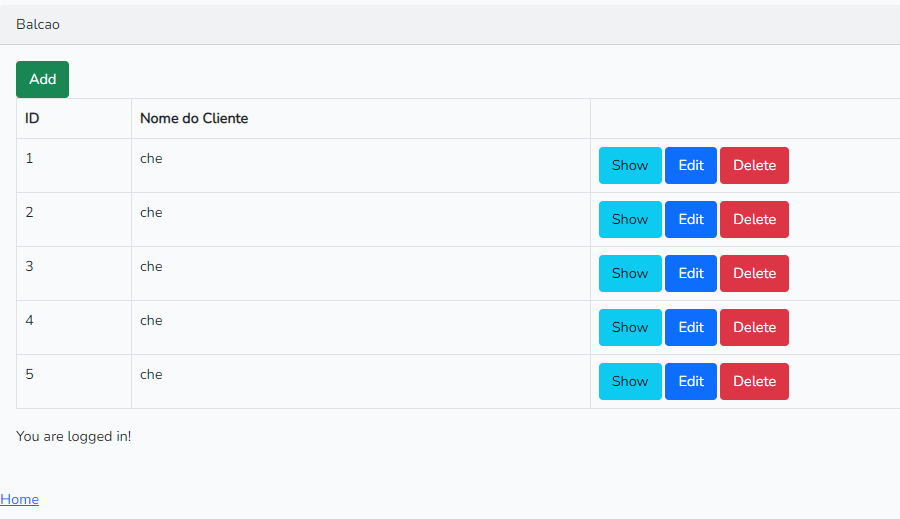 Balcao
Add
ID Nome do Cliente
1 che Show Edit Delete
2 che Show Edit Delete
3 che Show Edit Delete
4 che Show Edit Delete
5 che Show Edit Delete
You are logged in!
Home